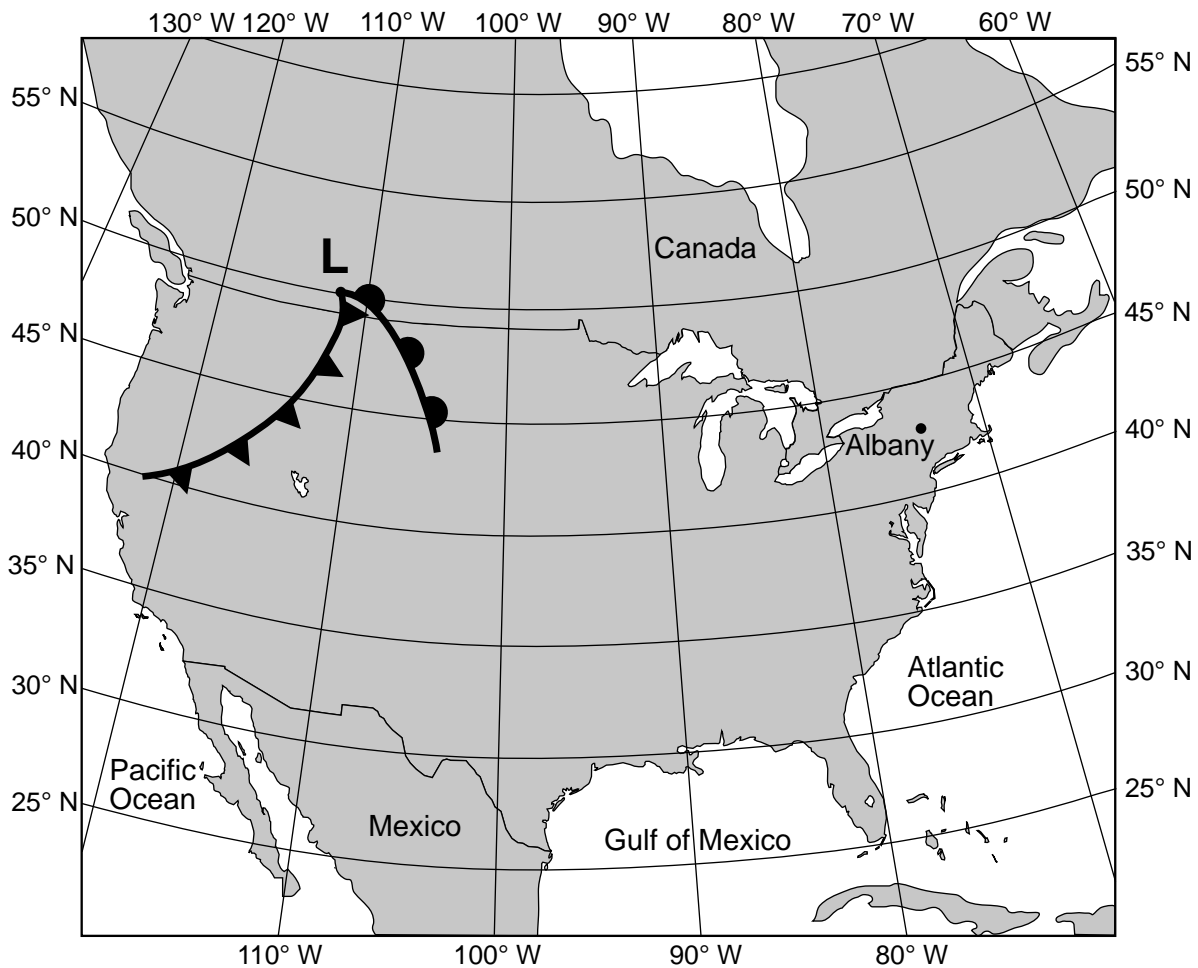 130° W 120° W 110° W 100° W 90° W 80° W 70° W 60° W
55° N
55° N
50° N
50° N
45° N
45° N
40° N
40° N
35° N
35° N
30° N
30° N
25° N
25° N
L
Canada
Albany
Atlantic
Ocean
Pacific
Ocean
Mexico
Gulf of Mexico
110° W 100° W 90° W 80° W